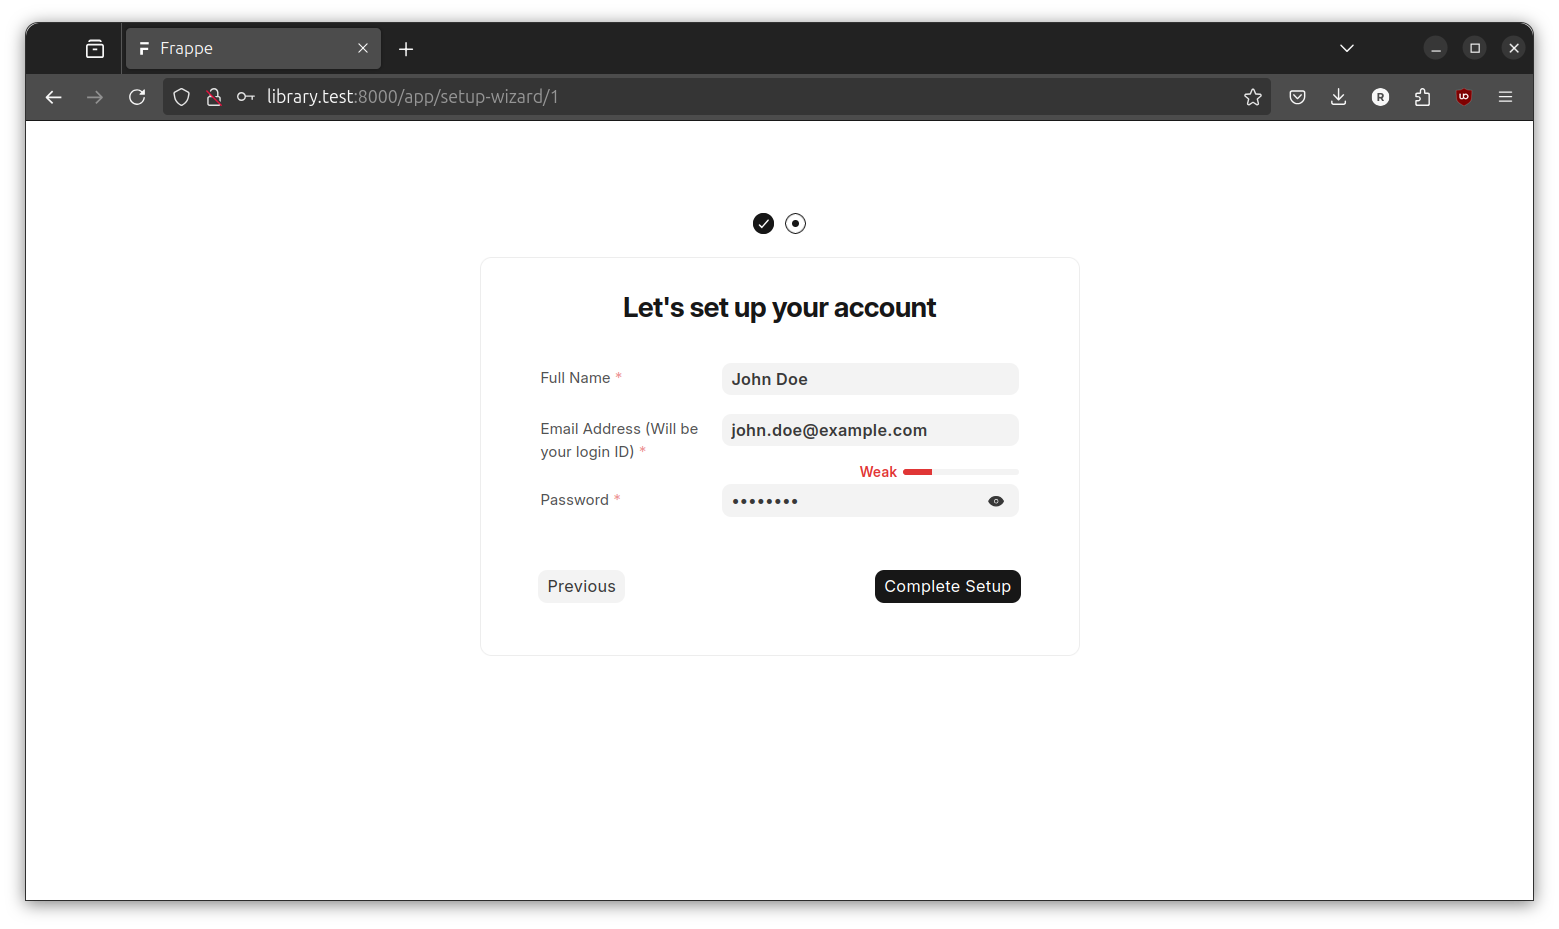 Frappe
library.test:8000/app/setup-wizard/1
R
Let's set up your account
Full Name *
John Doe
Email Address (Will be
your login ID) *
john.doe@example.com
Weak
Password *
••••••••
Previous
Complete Setup